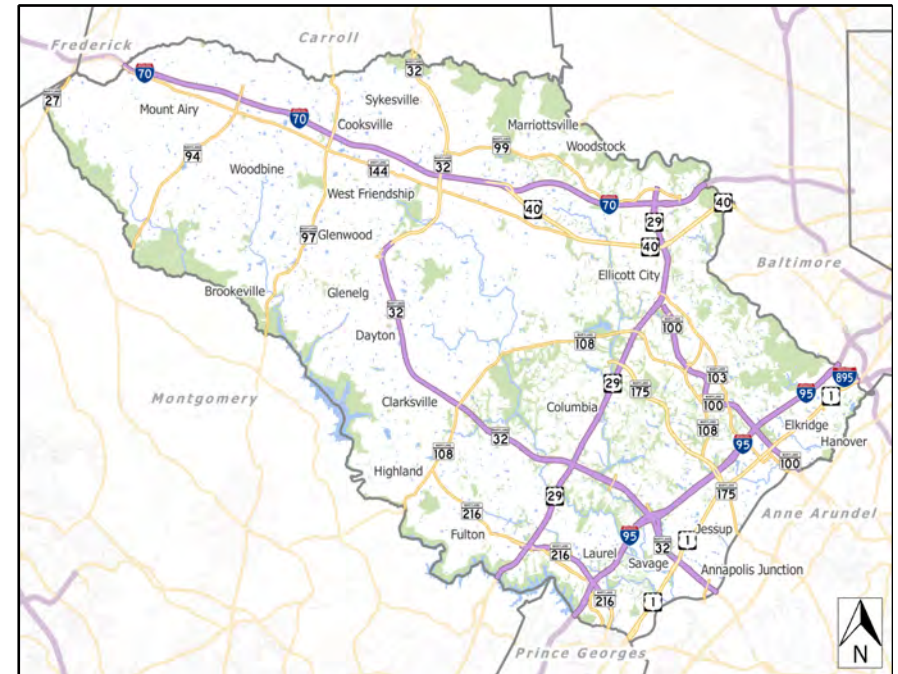 Frederick
Carroll
70
32
27
Mount Airy
Sykesville
70
Cooksville
Marriottsville
94
99
Woodstock
Woodbine
144
32
West Friendship
70
40
40
29
97
Glenwood
40
Ellicott City
Baltimore
Brookeville
Glenelg
32
Dayton
100
108
Montgomery
29
175
103
95
895
1
Clarksville
Columbia
100
Elkridge
108
32
108
95
Hanover
100
Highland
29
175
Anne Arundel
216
Fulton
95
Jessup
1
216
Laurel
32
Savage
Annapolis Junction
216
1
Prince Georges
N